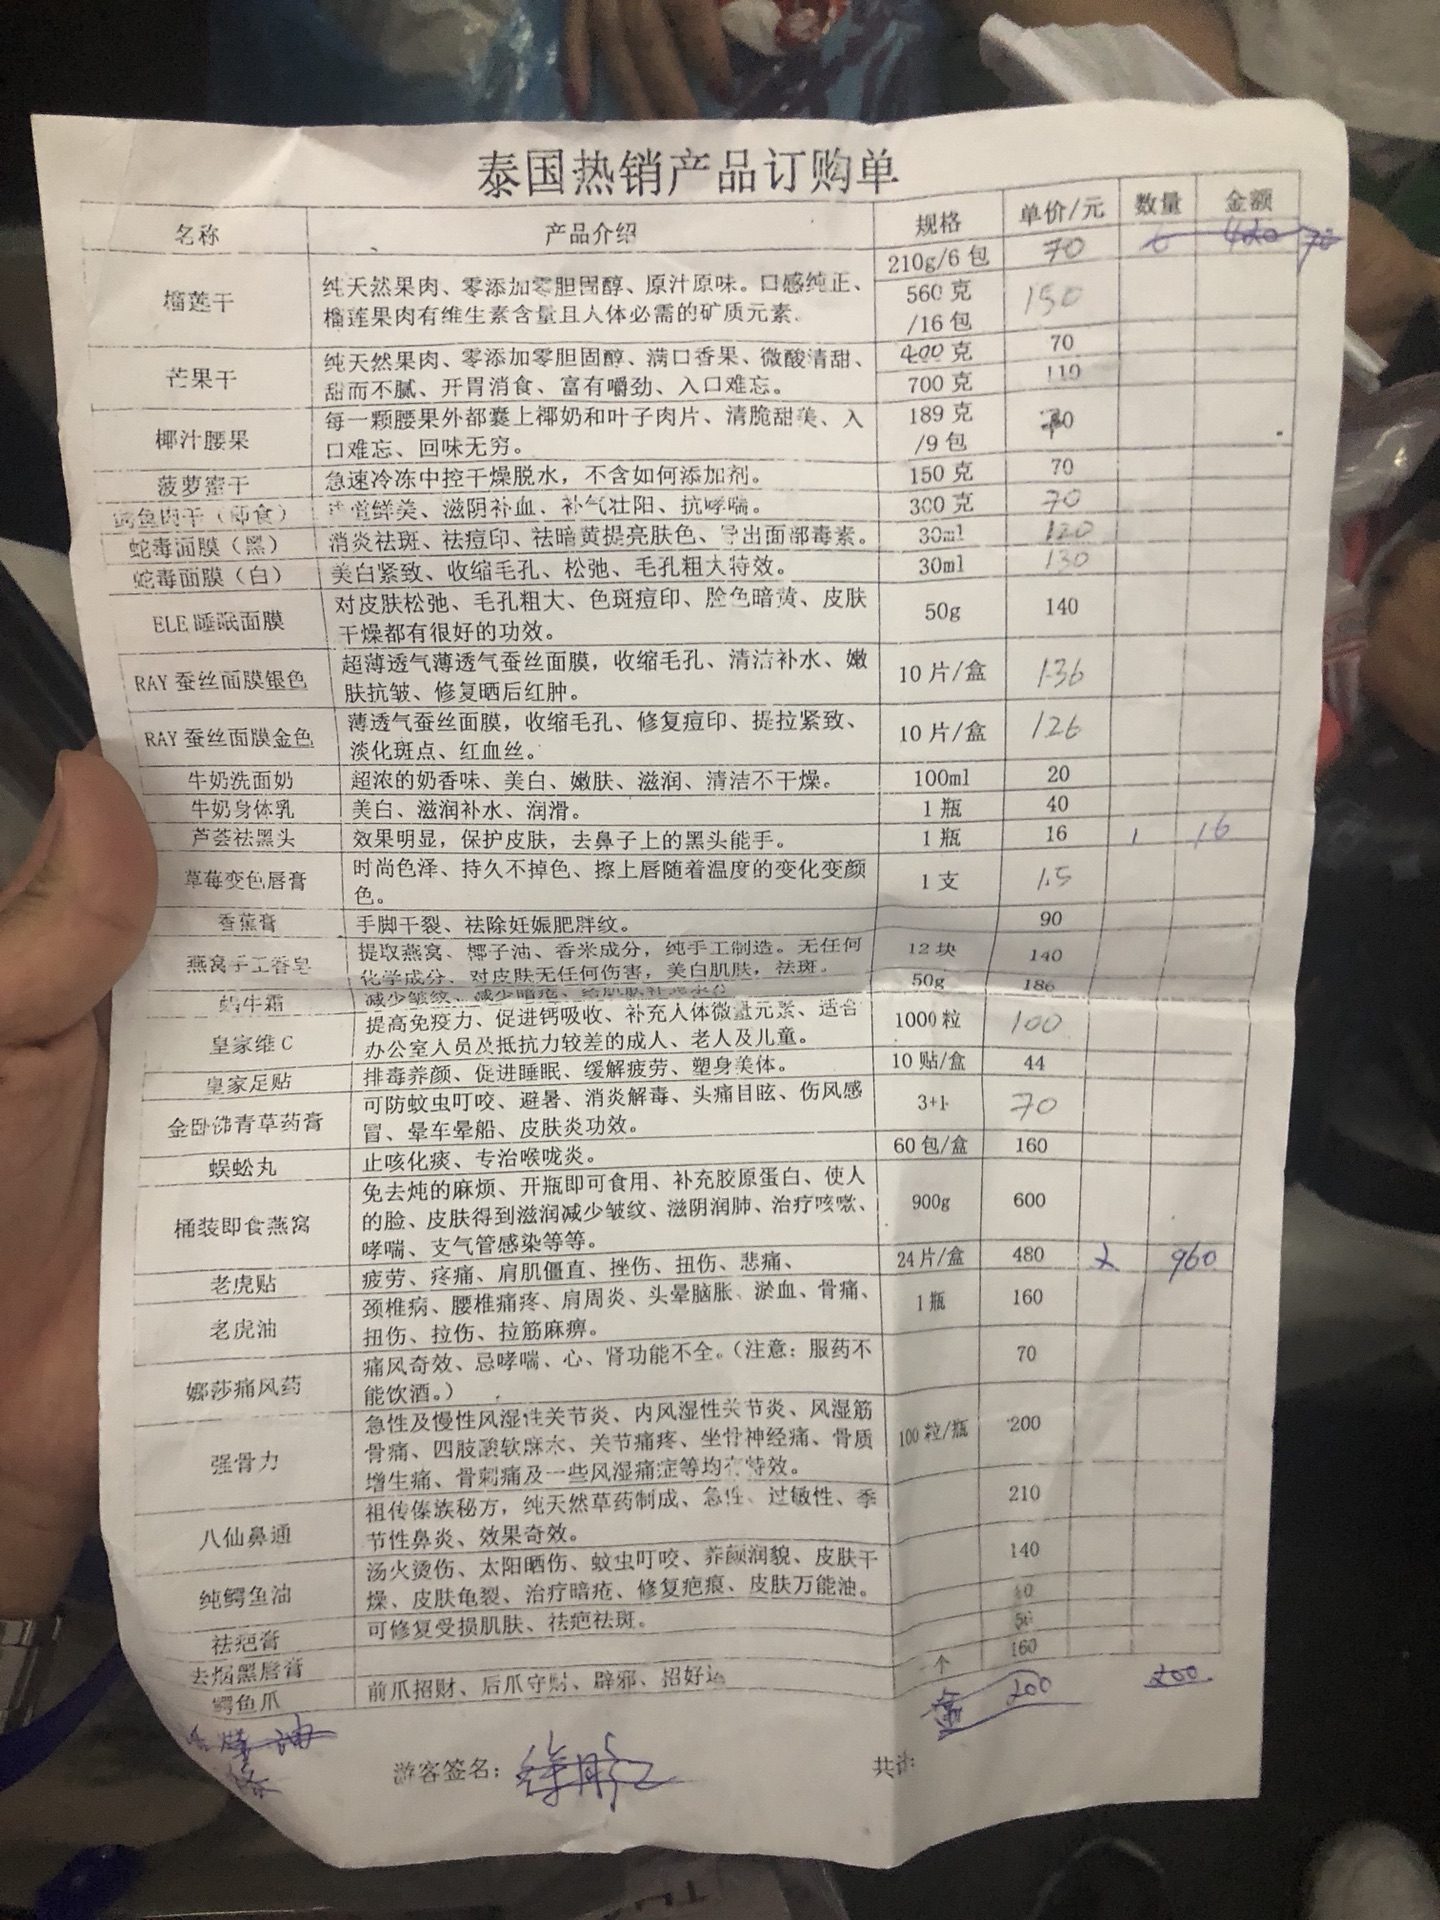 泰国热销产品订购单
名称 产品介绍 规格 单价/元 数量 金额
榴莲干 纯天然果肉、零添加零胆固醇、原汁原味。口感纯正、 210g/6包 70 6 420 70
榴莲果肉有维生素含量且人体必需的矿质元素。 560克 150
/16包
芒果干 纯天然果肉、零添加零胆固醇、满口香果、微酸清甜、 400克 70
甜而不腻、开胃消食、富有嚼劲、入口难忘。 700克 110
椰汁腰果 每一颗腰果外都裹上椰奶和叶子肉片、清脆甜美、入 189克
口难忘、回味无穷。 /9包
菠萝蜜干 急速冷冻中控干燥脱水，不含如何添加剂。 150克 70
鳄鱼肉干（即食） 鲜美、滋阴补血、补气壮阳、抗哮喘。 300克 70
蛇毒面膜（黑） 消炎祛斑、祛痘印、祛暗黄提亮肤色、导出面部毒素。 30ml 120
蛇毒面膜（白） 美白紧致、收缩毛孔、松弛、毛孔粗大特效。 30ml 130
ELE睡眠面膜 对皮肤松弛、毛孔粗大、色斑痘印、脸色暗黄、皮肤 50g 140
干燥都有很好的功效。
RAY蚕丝面膜银色 超薄透气薄透气蚕丝面膜，收缩毛孔、清洁补水、嫩 10片/盒 136
肤抗皱、修复晒后红肿。
RAY蚕丝面膜金色 薄透气蚕丝面膜，收缩毛孔、修复痘印、提拉紧致、 10片/盒 126
淡化斑点、红血丝。
牛奶洗面奶 超浓的奶香味、美白、嫩肤、滋润、清洁不干燥。 100ml 20
牛奶身体乳 美白、滋润补水、润滑。 1瓶 40
芦荟祛黑头 效果明显，保护皮肤，去鼻子上的黑头能手。 1瓶 16 1 16
草莓变色唇膏 时尚色泽、持久不掉色、擦上唇随着温度的变化变颜 1支 15
色。
香蕉膏 手脚干裂、祛除妊娠肥胖纹。 90
燕窝手工香皂 提取燕窝、椰子油、香米成分，纯手工制造。无任何 12块 140
化学成分、对皮肤无任何伤害，美白肌肤，祛斑。
蜗牛霜 减少皱纹、减少暗疮、给肌肤补充水分 50g 186
皇家维C 提高免疫力、促进钙吸收、补充人体微量元素、适合 1000粒 100
办公室人员及抵抗力较差的成人、老人及儿童。
皇家足贴 排毒养颜、促进睡眠、缓解疲劳、塑身美体。 10贴/盒 44
金卧佛青草药膏 可防蚊虫叮咬、避暑、消炎解毒、头痛目眩、伤风感 3+1 70
冒、晕车晕船、皮肤炎功效。
蜈蚣丸 止咳化痰、专治喉咙炎。 60包/盒 160
桶装即食燕窝 免去炖的麻烦、开瓶即可食用、补充胶原蛋白、使人 900g 600
的脸、皮肤得到滋润减少皱纹、滋阴润肺、治疗咳嗽、
哮喘、支气管感染等等。
老虎贴 疲劳、疼痛、肩肌僵直、挫伤、扭伤、悲痛、 24片/盒 480 2 960
老虎油 颈椎病、腰椎痛疼、肩周炎、头晕脑胀、淤血、骨痛、 1瓶 160
扭伤、拉伤、拉筋麻痹。
娜莎痛风药 痛风奇效、忌哮喘、心、肾功能不全。（注意：服药不 70
能饮酒。）
强骨力 急性及慢性风湿性关节炎、内风湿性关节炎、风湿筋 100粒/瓶 200
骨痛、四肢酸软麻木、关节痛疼、坐骨神经痛、骨质
增生痛、骨刺痛及一些风湿痛症等均有特效。
八仙鼻通 祖传傣族秘方，纯天然草药制成、急性、过敏性、季 210
节性鼻炎、效果奇效。
纯鳄鱼油 汤火烫伤、太阳晒伤、蚊虫叮咬、养颜润貌、皮肤干 140
燥、皮肤龟裂、治疗暗疮、修复疤痕、皮肤万能油。
祛疤膏 可修复受损肌肤、祛疤祛斑。
去烟黑唇膏
鳄鱼爪 前爪招财、后爪守财、辟邪、招好运 一个 160
200 200
油
游客签名： 共计